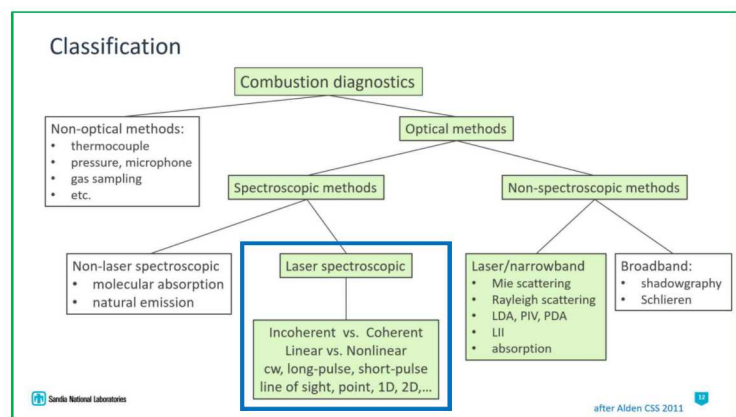 Classification
Combustion diagnostics
Non-optical methods:
• thermocouple
• pressure, microphone
• gas sampling
• etc.
Optical methods
Spectroscopic methods
Non-spectroscopic methods
Non-laser spectroscopic
• molecular absorption
• natural emission
Laser spectroscopic
Laser/narrowband
• Mie scattering
• Rayleigh scattering
• LDA, PIV, PDA
• LII
• absorption
Broadband:
• shadowgraphy
• Schlieren
Incoherent vs. Coherent
Linear vs. Nonlinear
cw, long-pulse, short-pulse
line of sight, point, 1D, 2D,...
Sandia National Laboratories
12
after Alden CSS 2011